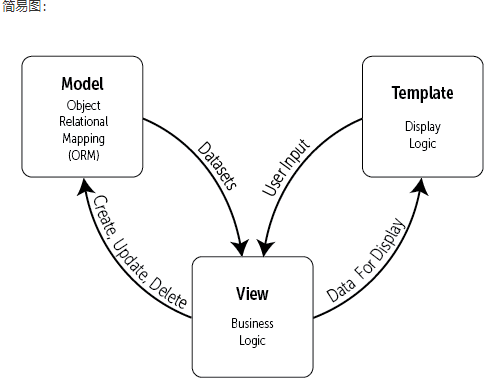 简易图：
Model
Object
Relational
Mapping
(ORM)
Template
Display
Logic
Datasets
User Input
Create, Update, Delete
Data For Display
View
Business
Logic